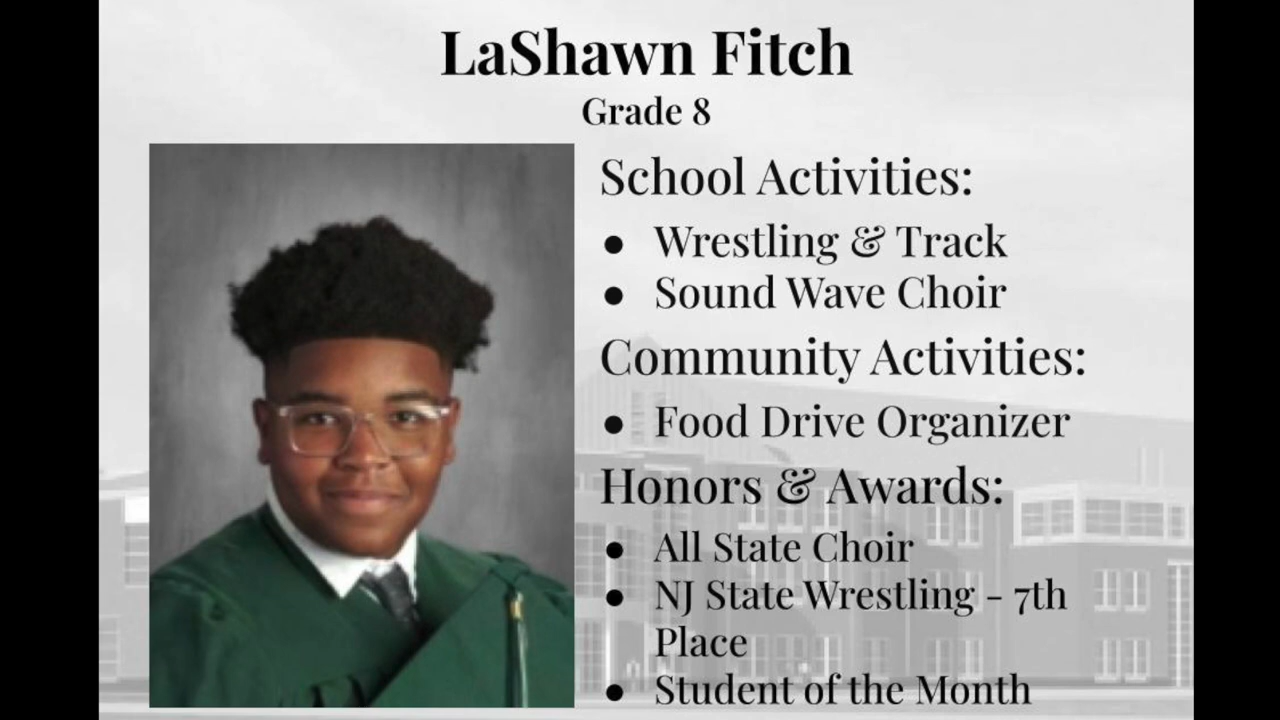 LaShawn Fitch
Grade 8
School Activities:
● Wrestling & Track
● Sound Wave Choir
Community Activities:
● Food Drive Organizer
Honors & Awards:
● All State Choir
● NJ State Wrestling - 7th
Place
● Student of the Month